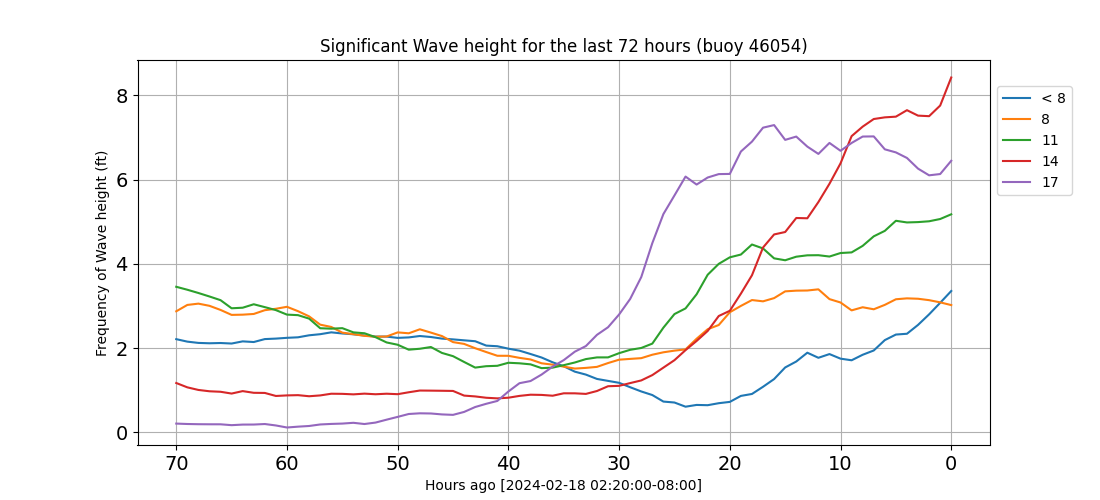 Significant Wave height for the last 72 hours (buoy 46054)
Frequency of Wave height (ft)
8
6
4
2
0
70 60 50 40 30 20 10 0
Hours ago [2024-02-18 02:20:00-08:00]
< 8
8
11
14
17